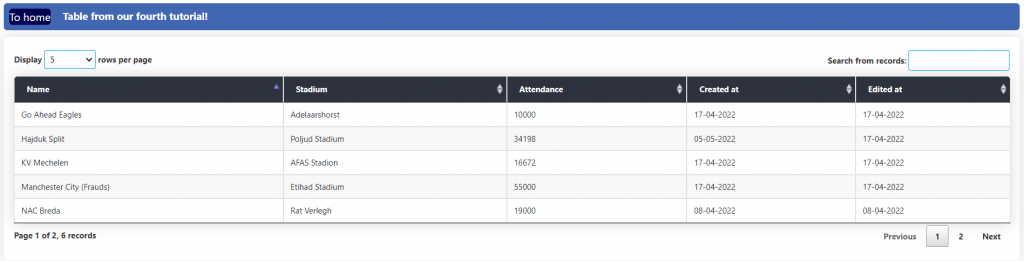 To home Table from our fourth tutorial!
Display 5 rows per page Search from records:
Name Stadium Attendance Created at Edited at
Go Ahead Eagles Adelaarshorst 10000 17-04-2022 17-04-2022
Hajduk Split Poljud Stadium 34198 05-05-2022 17-04-2022
KV Mechelen AFAS Stadion 16672 17-04-2022 17-04-2022
Manchester City (Frauds) Etihad Stadium 55000 17-04-2022 17-04-2022
NAC Breda Rat Verlegh 19000 08-04-2022 08-04-2022
Page 1 of 2, 6 records Previous 1 2 Next